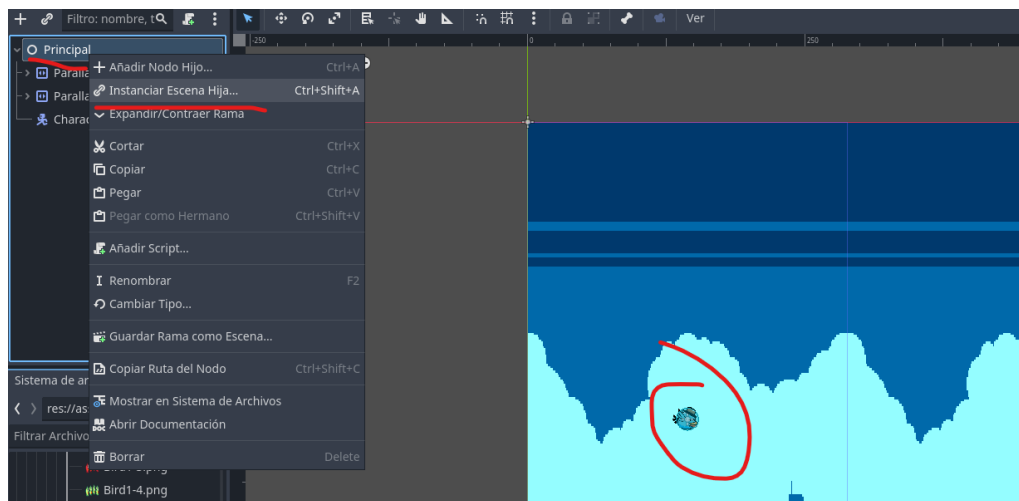 Filtro: nombre, t
Ver
-250
0
250
Principal
Paralla
Paralla
Charac
Añadir Nodo Hijo... Ctrl+A
Instanciar Escena Hija... Ctrl+Shift+A
Expandir/Contraer Rama
Cortar Ctrl+X
Copiar Ctrl+C
Pegar Ctrl+V
Pegar como Hermano Ctrl+Shift+V
Añadir Script...
Renombrar F2
Cambiar Tipo...
Guardar Rama como Escena...
Copiar Ruta del Nodo Ctrl+Shift+C
Mostrar en Sistema de Archivos
Abrir Documentación
Borrar Delete
Sistema de ar
res://as
Filtrar Archivo
Bird1-4.png